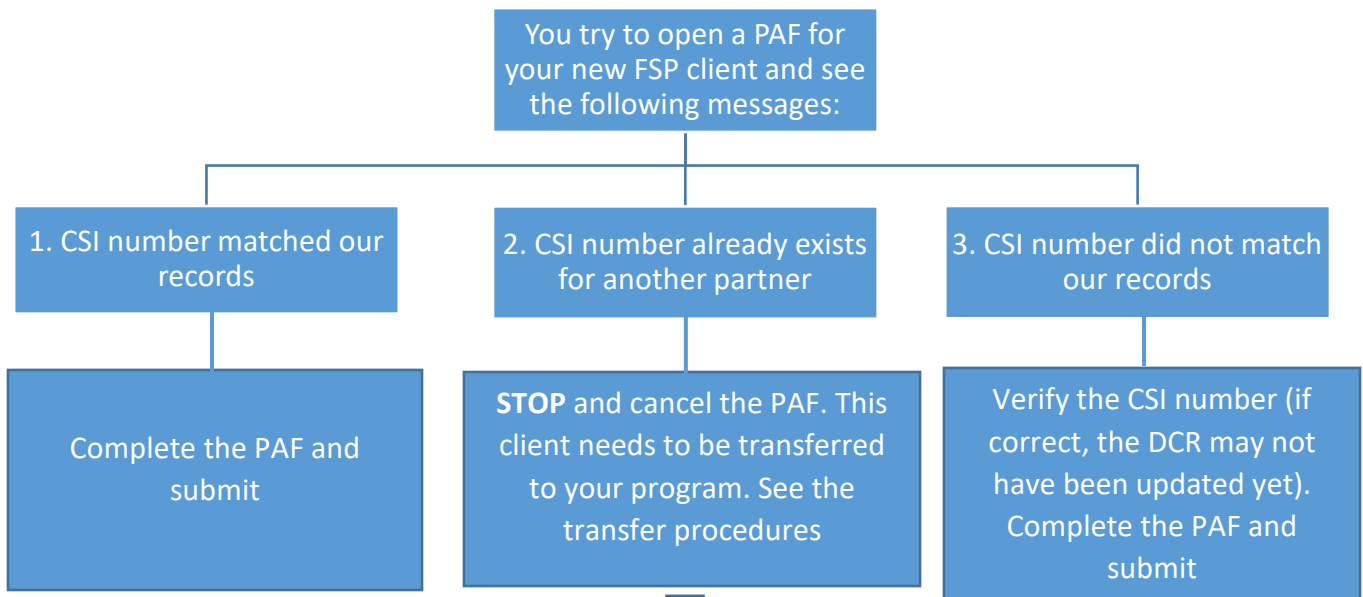 You try to open a PAF for
your new FSP client and see
the following messages:
1. CSI number matched our
records
2. CSI number already exists
for another partner
3. CSI number did not match
our records
Complete the PAF and
submit
STOP and cancel the PAF. This
client needs to be transferred
to your program. See the
transfer procedures
Verify the CSI number (if
correct, the DCR may not
have been updated yet).
Complete the PAF and
submit